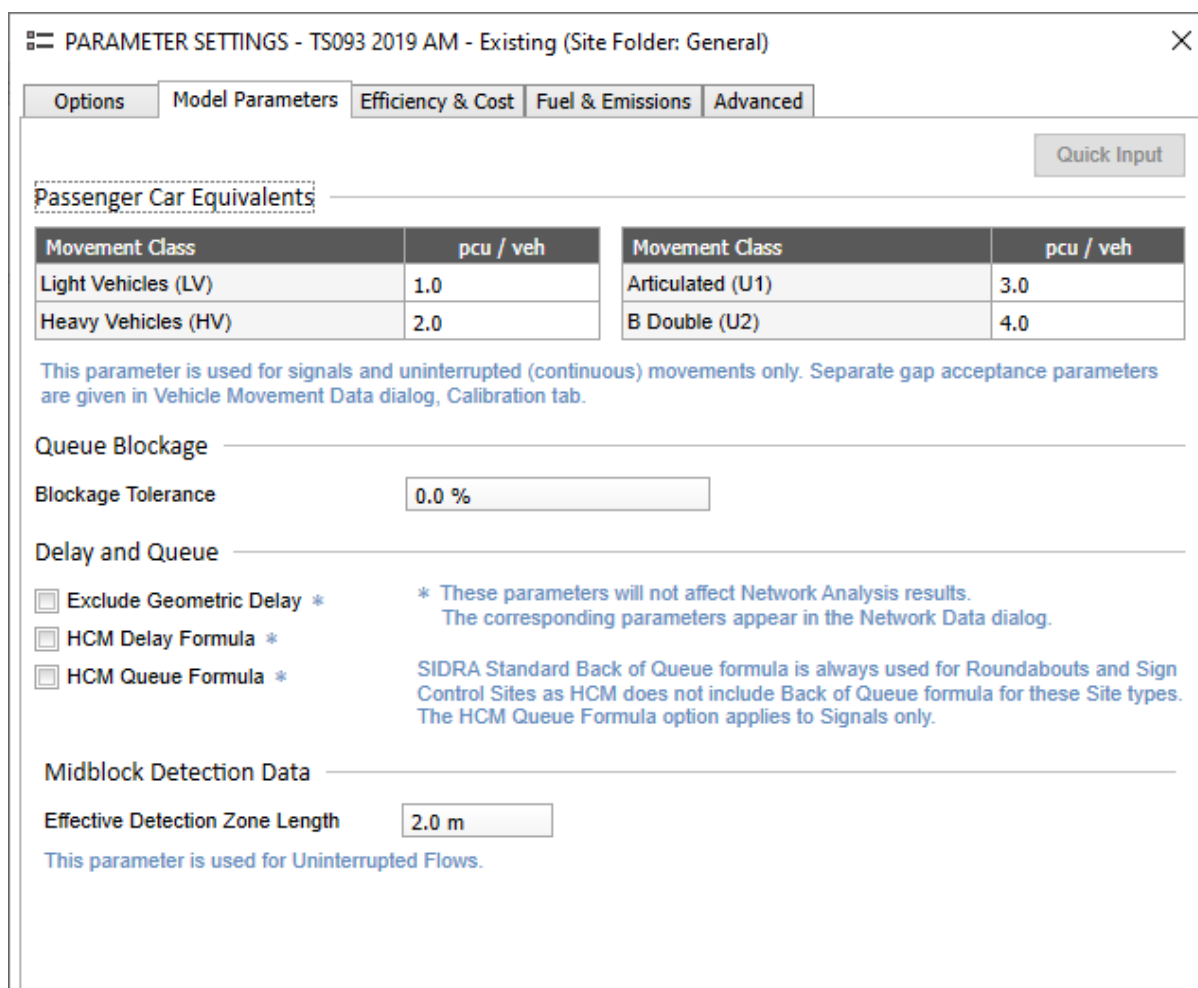 PARAMETER SETTINGS - TS093 2019 AM - Existing (Site Folder: General)
Options Model Parameters Efficiency & Cost Fuel & Emissions Advanced
Quick Input
Passenger Car Equivalents
Movement Class pcu / veh Movement Class pcu / veh
Light Vehicles (LV) 1.0 Articulated (U1) 3.0
Heavy Vehicles (HV) 2.0 B Double (U2) 4.0
This parameter is used for signals and uninterrupted (continuous) movements only. Separate gap acceptance parameters
are given in Vehicle Movement Data dialog, Calibration tab.
Queue Blockage
Blockage Tolerance 0.0 %
Delay and Queue
Exclude Geometric Delay *
HCM Delay Formula *
HCM Queue Formula *
* These parameters will not affect Network Analysis results.
The corresponding parameters appear in the Network Data dialog.
SIDRA Standard Back of Queue formula is always used for Roundabouts and Sign
Control Sites as HCM does not include Back of Queue formula for these Site types.
The HCM Queue Formula option applies to Signals only.
Midblock Detection Data
Effective Detection Zone Length 2.0 m
This parameter is used for Uninterrupted Flows.